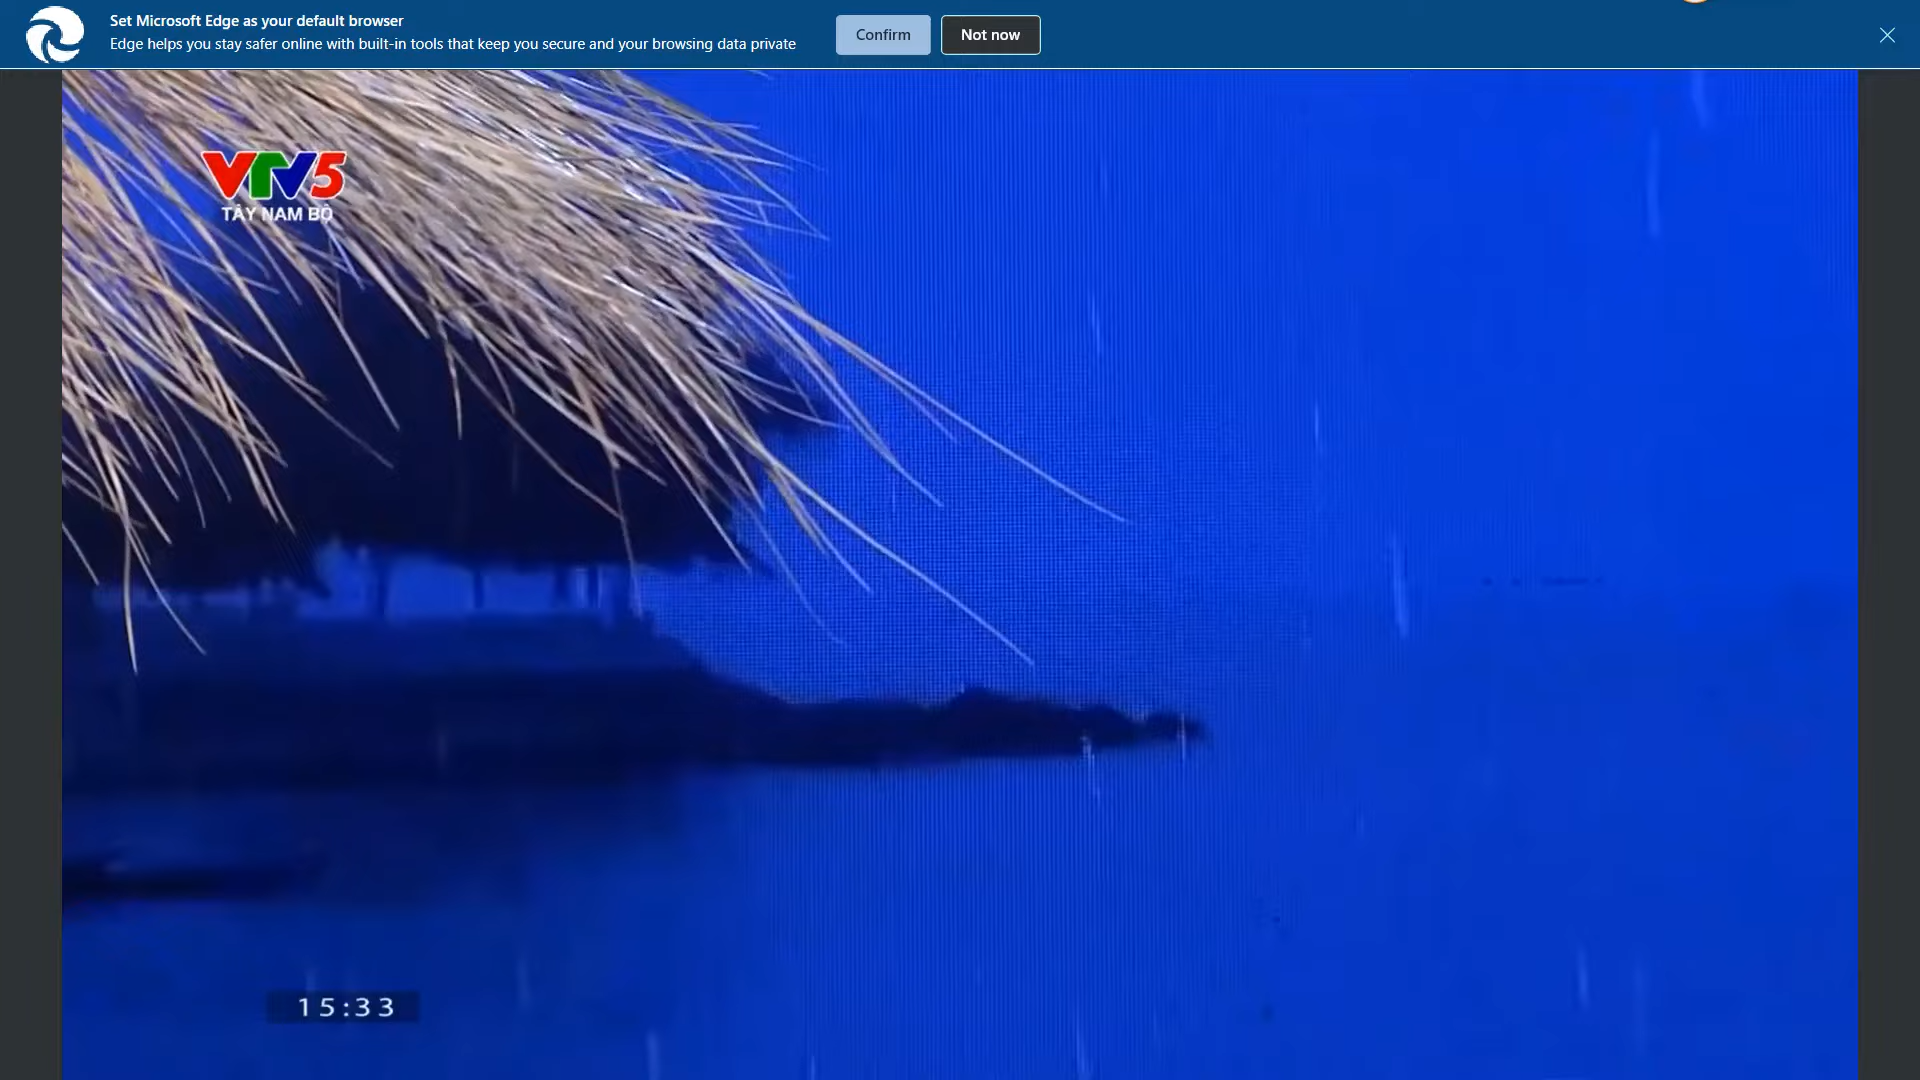 Set Microsoft Edge as your default browser
Edge helps you stay safer online with built-in tools that keep you secure and your browsing data private
Confirm
Not now
VTV5
TÂY NAM BỘ
15:33